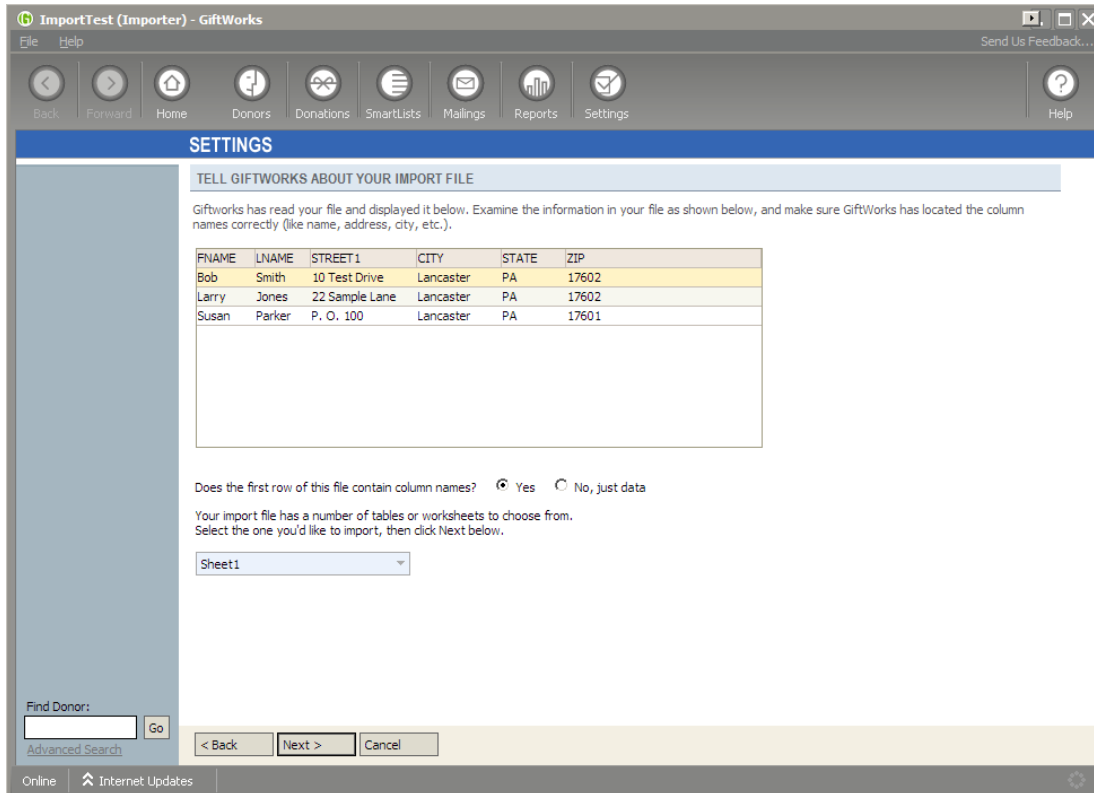 ImportTest (Importer) - GiftWorks
File Help Send Us Feedback...
Back Forward Home Donors Donations SmartLists Mailings Reports Settings Help
SETTINGS
TELL GIFTWORKS ABOUT YOUR IMPORT FILE
Giftworks has read your file and displayed it below. Examine the information in your file as shown below, and make sure GiftWorks has located the column
names correctly (like name, address, city, etc.).
FNAME LNAME STREET1 CITY STATE ZIP
Bob Smith 10 Test Drive Lancaster PA 17602
Larry Jones 22 Sample Lane Lancaster PA 17602
Susan Parker P. O. 100 Lancaster PA 17601
Does the first row of this file contain column names? Yes No, just data
Your import file has a number of tables or worksheets to choose from.
Select the one you'd like to import, then click Next below.
Sheet1
Find Donor:
Go
Advanced Search
< Back Next > Cancel
Online Internet Updates